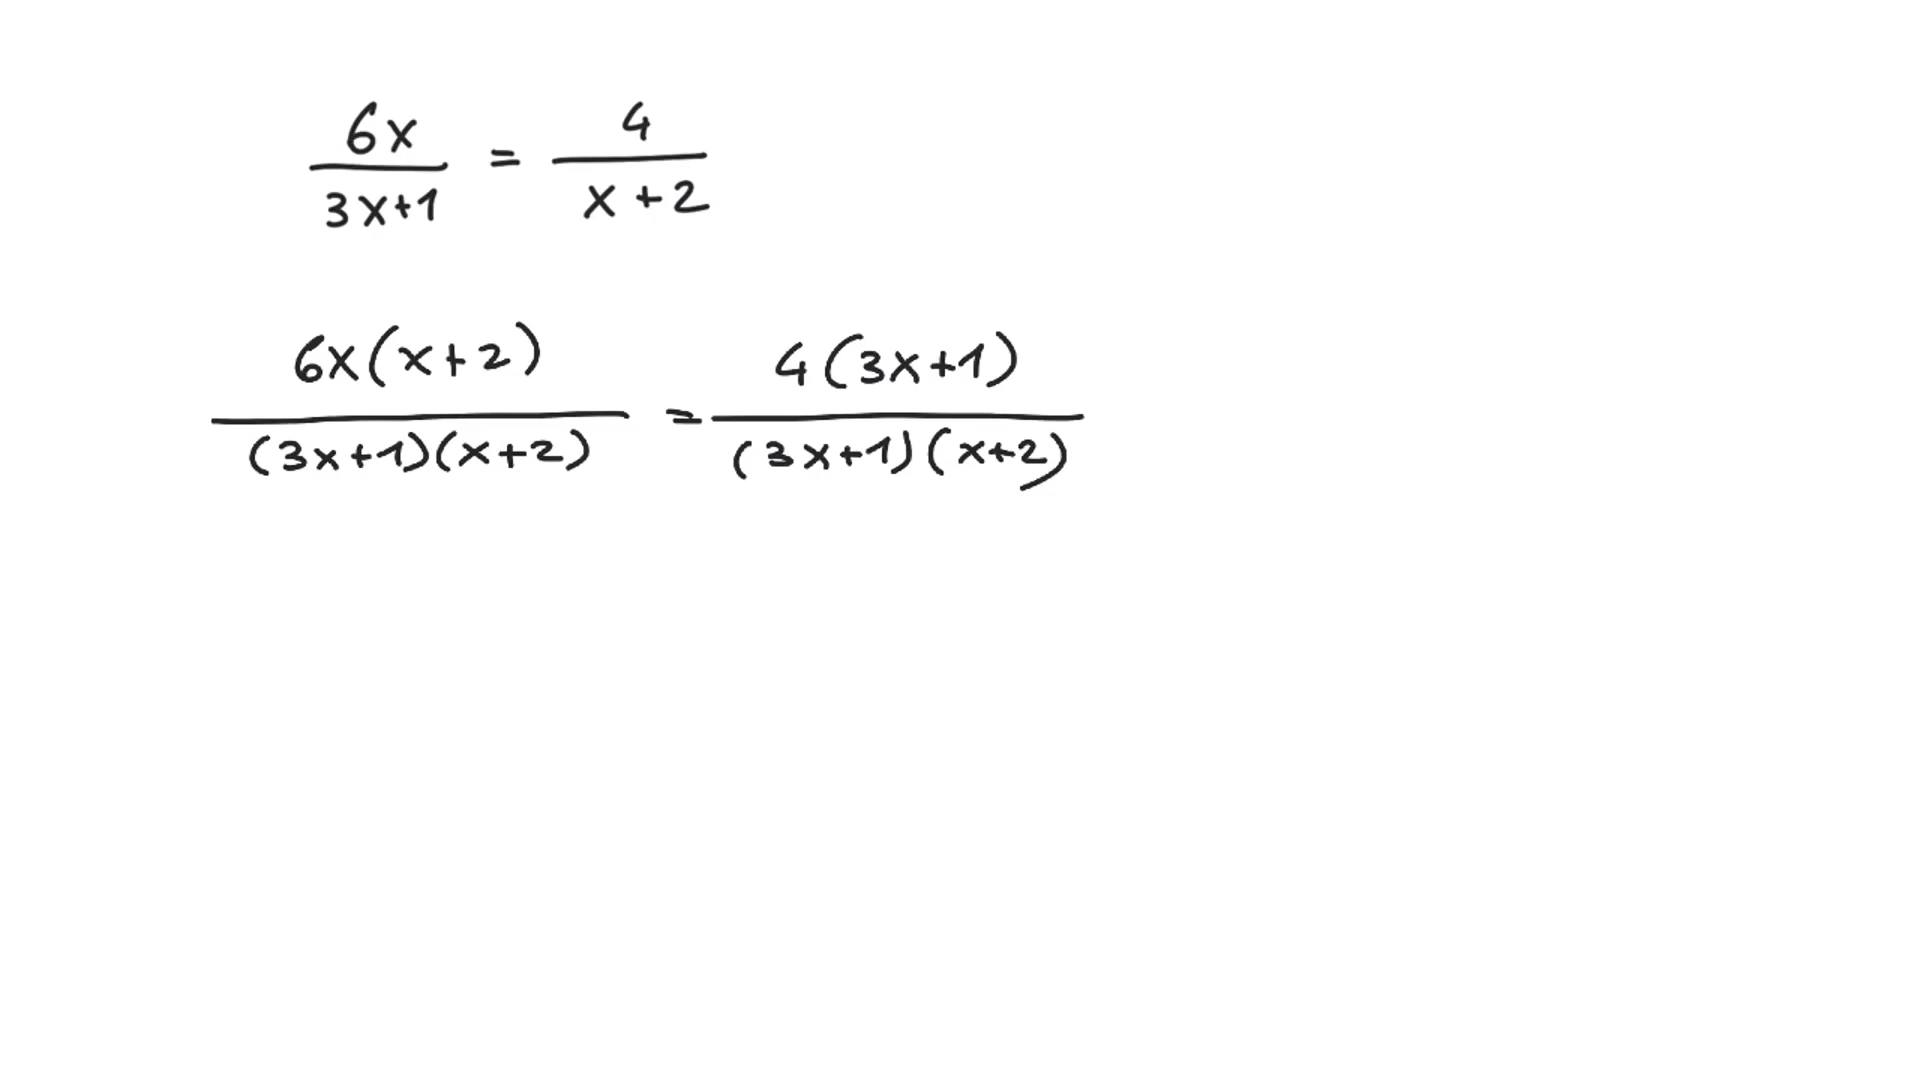 6x/(3x+1) = 4/(x+2)
6x(x+2)/((3x+1)(x+2)) = 4(3x+1)/((3x+1)(x+2))